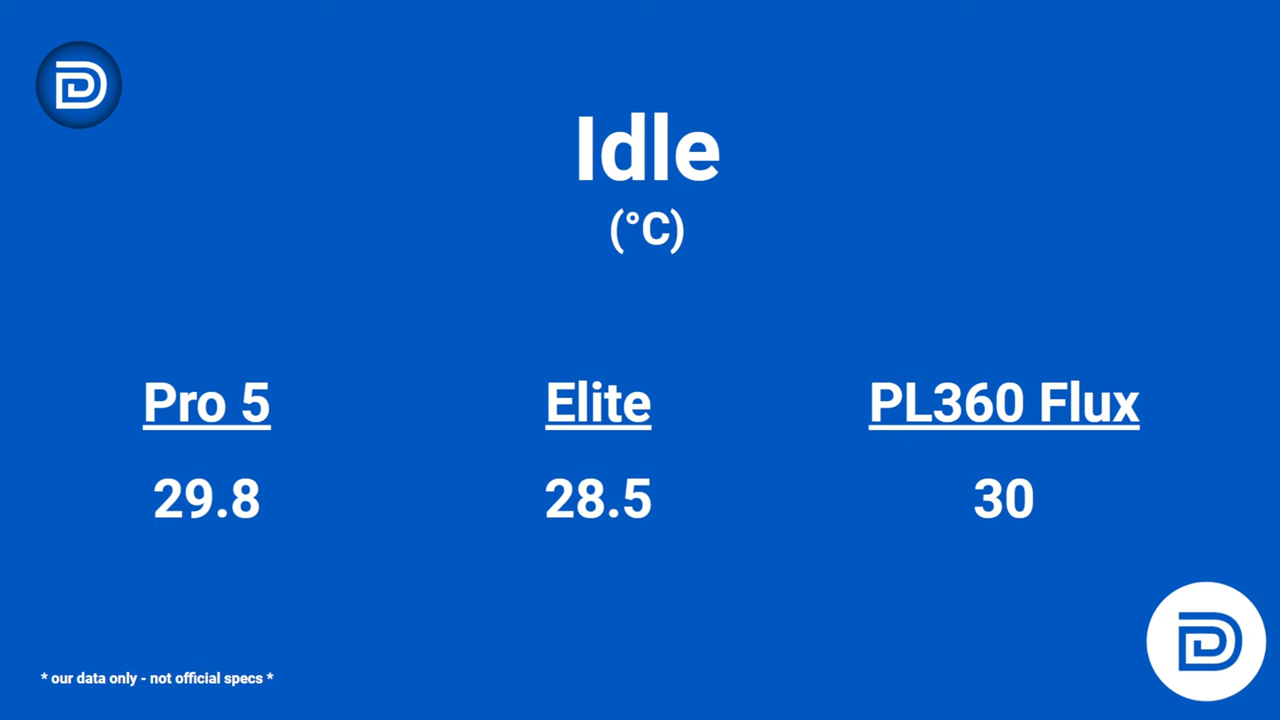 Idle
(°C)
Pro 5 Elite PL360 Flux
29.8 28.5 30
* our data only - not official specs *